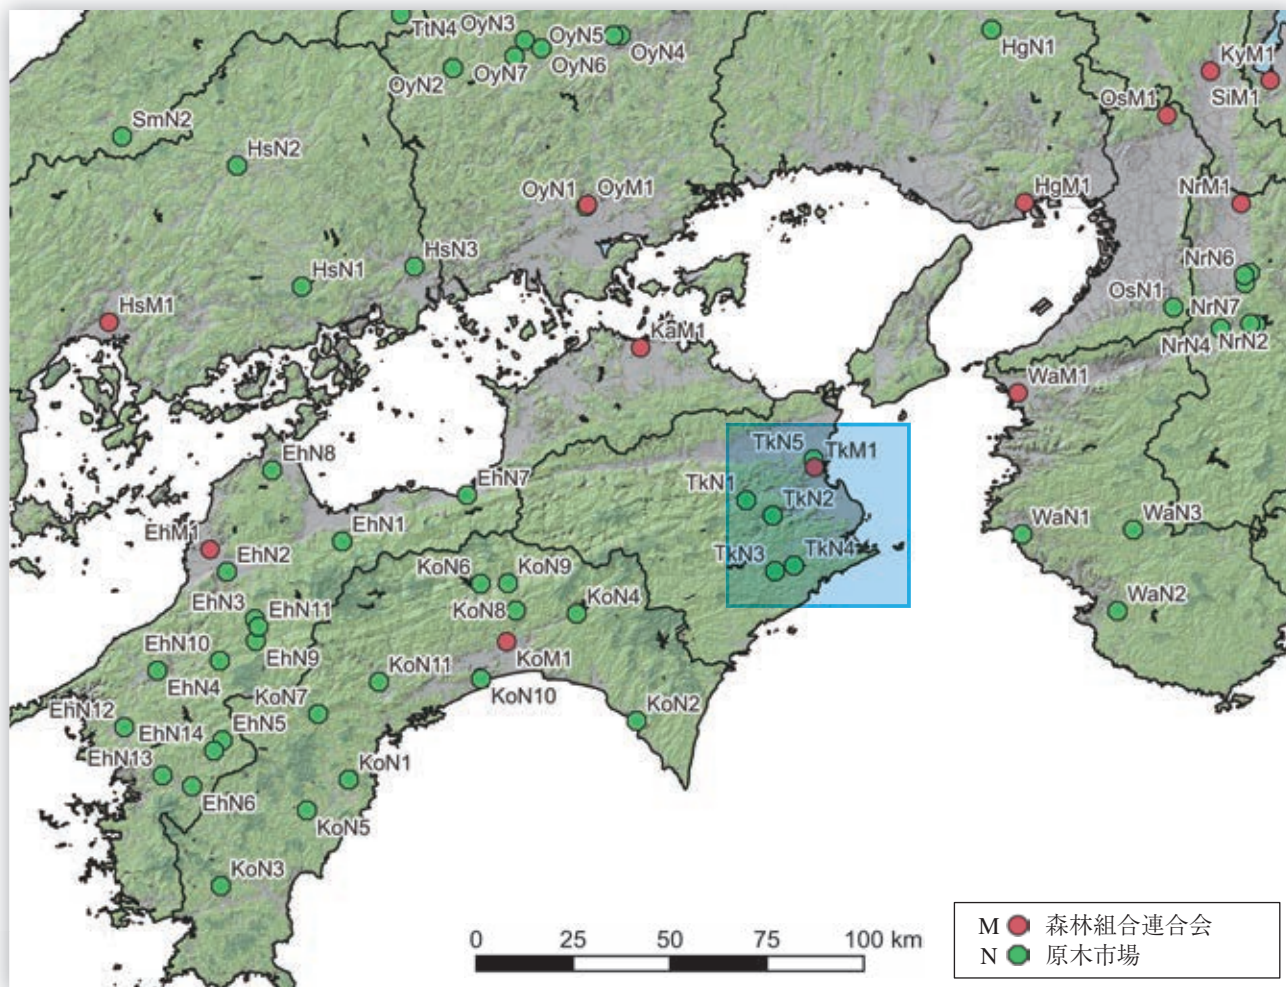 TtN4
OyN3
OyN5
OyN4
OyN2
OyN7
OyN6
HgN1
KyM1
SiM1
OsM1
SmN2
HsN2
OyN1
OyM1
HgM1
NrM1
HsN3
HsN1
HsM1
NrN6
OsN1
NrN7
NrN4
NrN2
KaM1
WaM1
TkN5
TkM1
EhN8
EhN7
TkN1
TkN2
EhN1
WaN1
WaN3
EhM1
EhN2
TkN3
TkN4
KoN6
KoN9
EhN3
EhN11
KoN8
KoN4
WaN2
EhN10
EhN9
KoN11
KoM1
EhN4
KoN7
KoN10
KoN2
EhN12
EhN14
EhN5
EhN13
KoN1
EhN6
KoN5
KoN3
0 25 50 75 100 km
M 森林組合連合会
N 原木市場